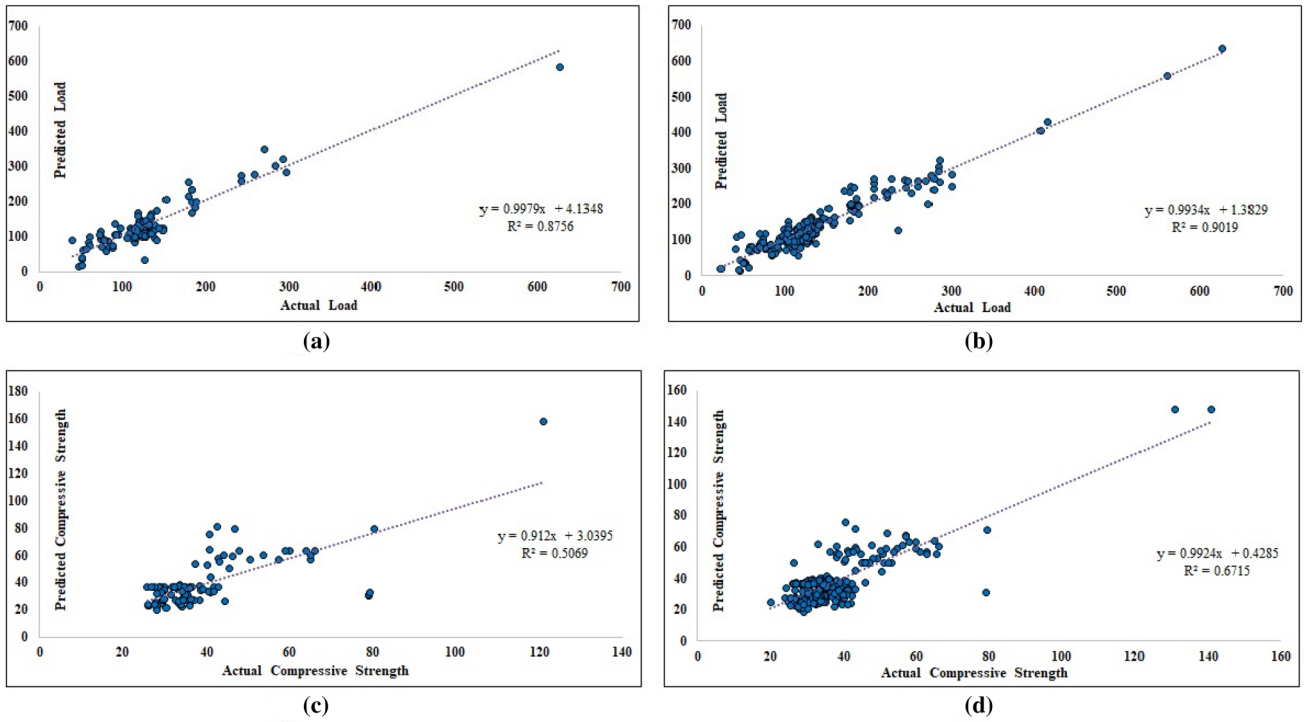 700
600
500
400
300
200
100
0
Predicted Load
y = 0.9979x + 4.1348
R² = 0.8756
0 100 200 300 400 500 600 700
Actual Load
(a)
700
600
500
400
300
200
100
0
Predicted Load
y = 0.9934x + 1.3829
R² = 0.9019
0 100 200 300 400 500 600 700
Actual Load
(b)
180
160
140
120
100
80
60
40
20
0
Predicted Compressive Strength
y = 0.912x + 3.0395
R² = 0.5069
0 20 40 60 80 100 120 140
Actual Compressive Strength
(c)
160
140
120
100
80
60
40
20
0
Predicted Compressive Strength
y = 0.9924x + 0.4285
R² = 0.6715
0 20 40 60 80 100 120 140 160
Actual Compressive Strength
(d)